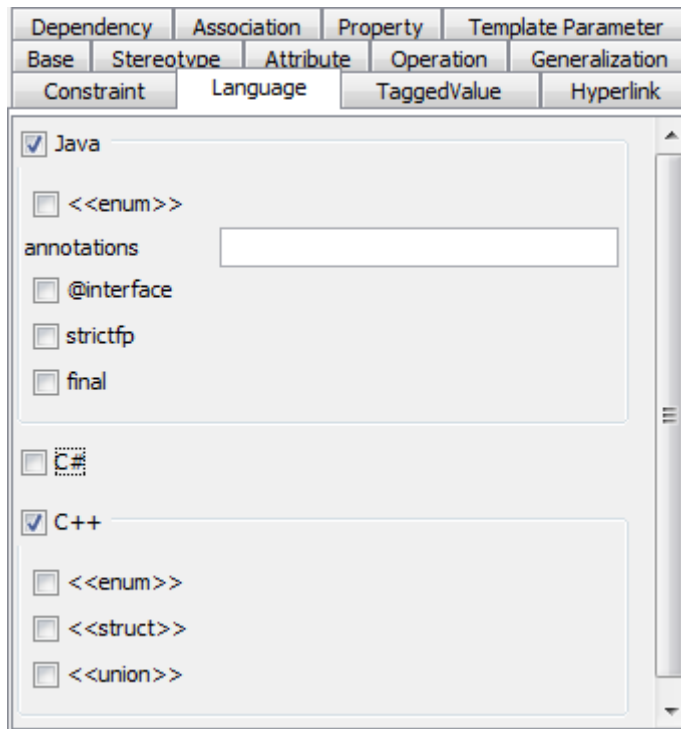 Dependency Association Property Template Parameter
Base Stereotype Attribute Operation Generalization
Constraint Language TaggedValue Hyperlink
Java
<<enum>>
annotations
@interface
strictfp
final
C#
C++
<<enum>>
<<struct>>
<<union>>